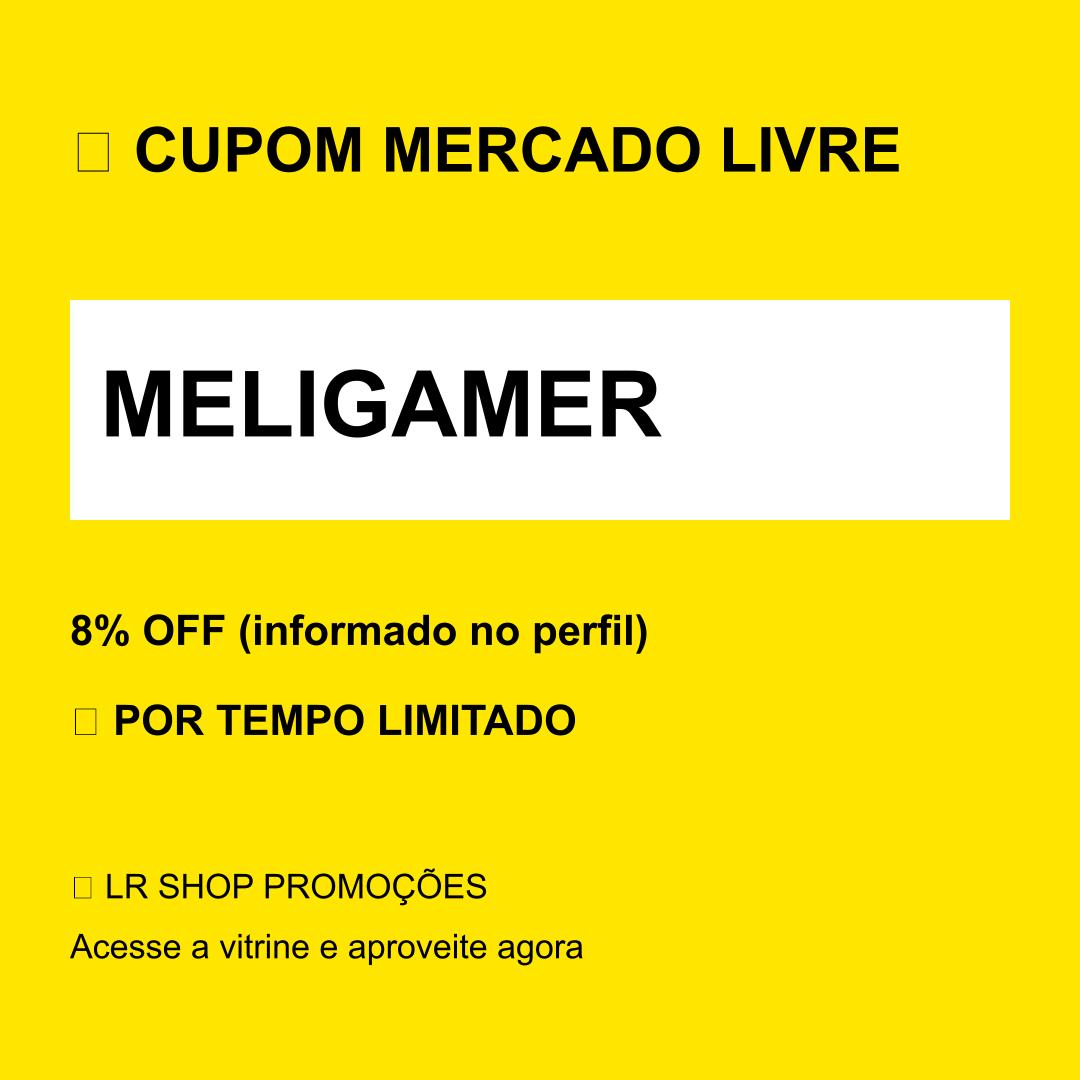 □ CUPOM MERCADO LIVRE
MELIGAMER
8% OFF (informado no perfil)
□ POR TEMPO LIMITADO
□ LR SHOP PROMOÇÕES
Acesse a vitrine e aproveite agora